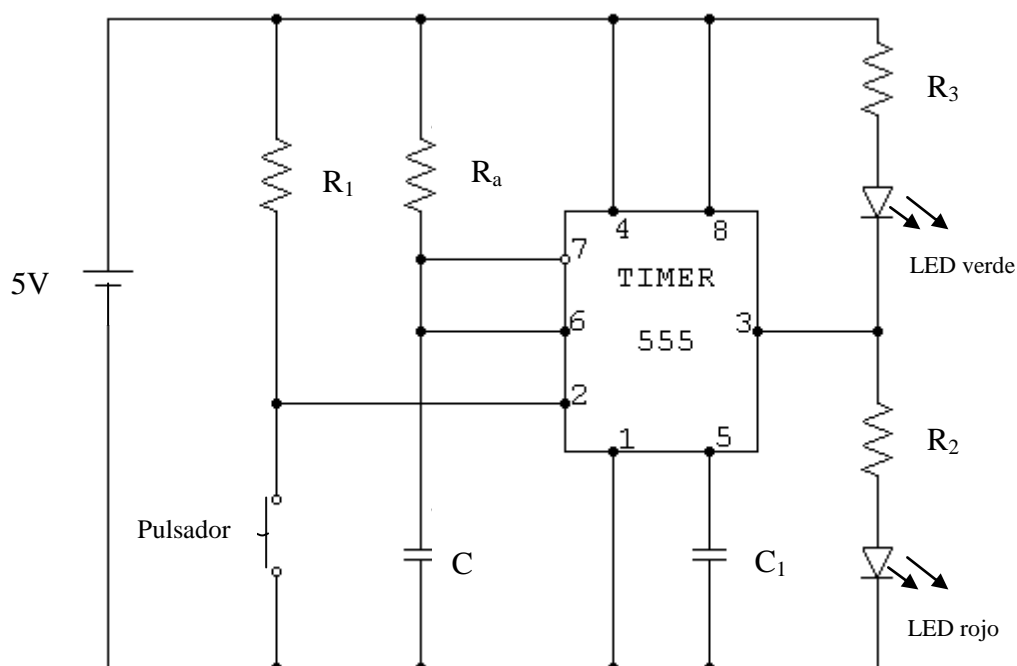 R3
R1
Ra
4
8
7
LED verde
5V
TIMER
6
3
555
2
1
5
R2
Pulsador
C
C1
LED rojo